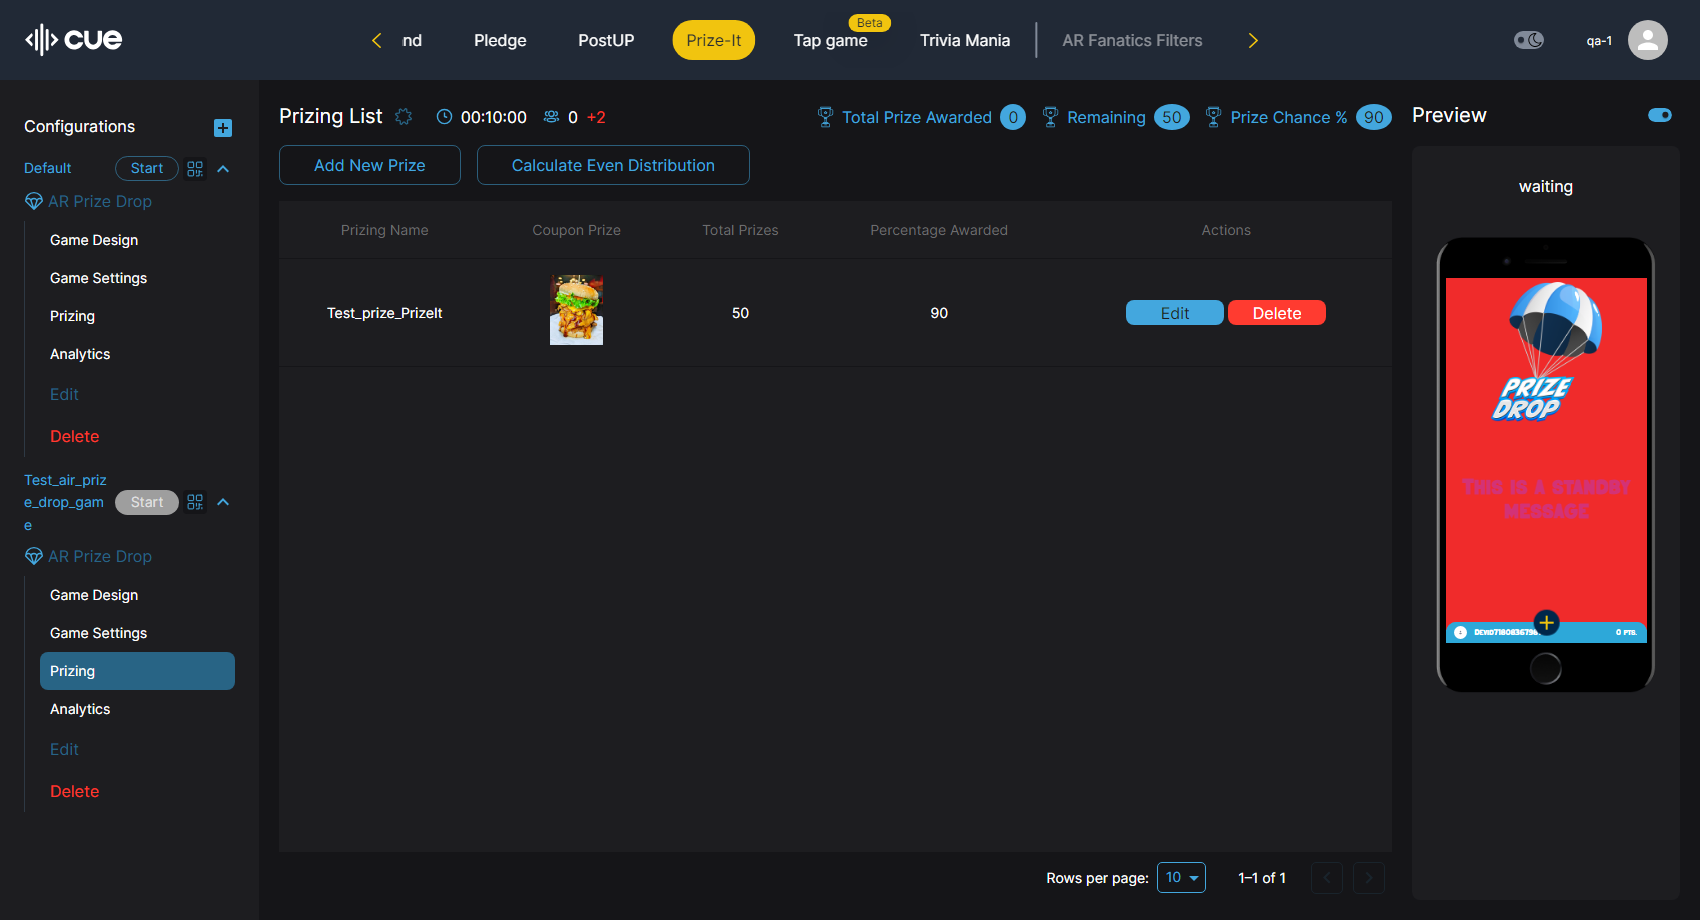 cue
nd
Pledge
PostUP
Prize-It
Beta
Tap game
Trivia Mania
AR Fanatics Filters
qa-1
Configurations
Default
Start
AR Prize Drop
Game Design
Game Settings
Prizing
Analytics
Edit
Delete
Test_air_priz
e_drop_gam
e
Start
AR Prize Drop
Game Design
Game Settings
Prizing
Analytics
Edit
Delete
Prizing List
00:10:00
0 +2
Total Prize Awarded 0
Remaining 50
Prize Chance % 90
Add New Prize
Calculate Even Distribution
Prizing Name
Coupon Prize
Total Prizes
Percentage Awarded
Actions
Test_prize_PrizeIt
50
90
Edit
Delete
Rows per page: 10
1–1 of 1
Preview
waiting
PRIZE
DROP
THIS IS A STANDBY
MESSAGE
0 PTS.